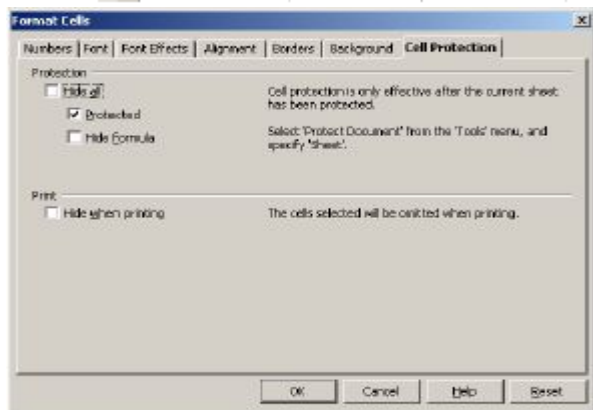 Format Cells
Numbers Font Font Effects Alignment Borders Background Cell Protection
Protection
Hide all
Cell protection is only effective after the current sheet
has been protected.
Protected
Select 'Protect Document' from the 'Tools' menu, and
specify 'Sheet'.
Hide formula
Print
Hide when printing
The cells selected will be omitted when printing.
OK Cancel Help Reset